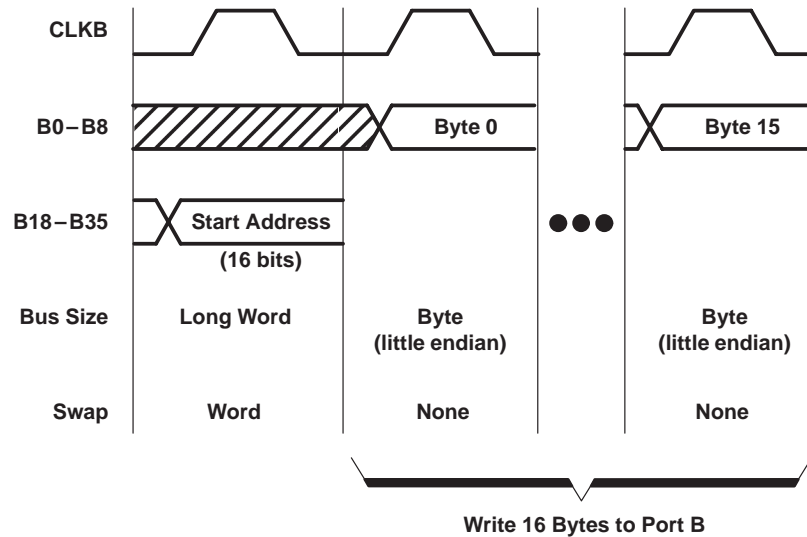 CLKB
B0–B8
Byte 0
Byte 15
B18–B35
Start Address
(16 bits)
Bus Size
Long Word
Byte
(little endian)
Byte
(little endian)
Swap
Word
None
None
Write 16 Bytes to Port B